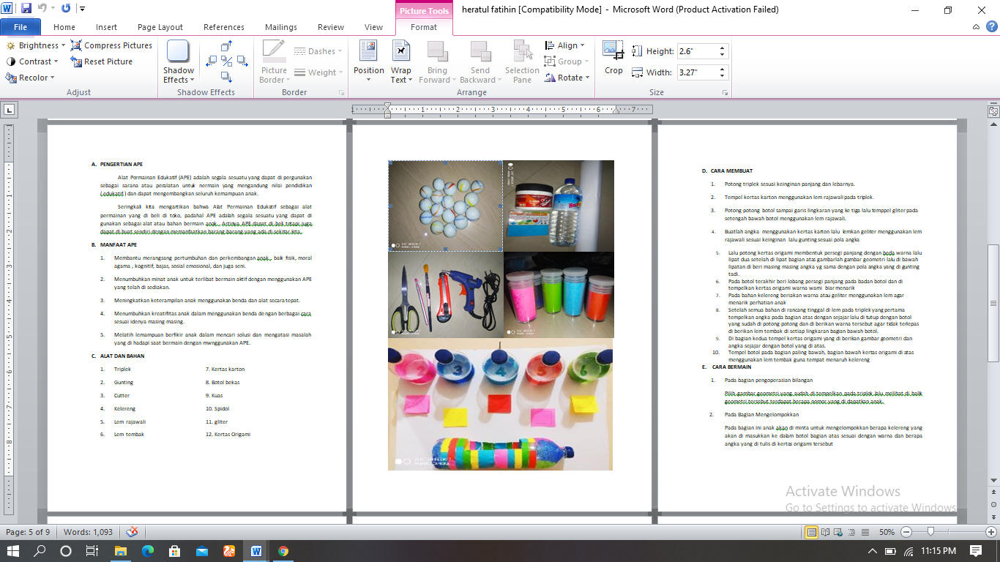 Picture Tools
heratul fatihin [Compatibility Mode] - Microsoft Word (Product Activation Failed)
File Home Insert Page Layout References Mailings Review View Format
Brightness Compress Pictures
Contrast Reset Picture
Recolor
Adjust
Shadow Effects
Shadow Effects
Picture Border
Dashes
Weight
Border
Position
Wrap Text
Bring Forward
Send Backward
Selection Pane
Align
Group
Rotate
Arrange
Crop
Height: 2.6"
Width: 3.27"
Size
A. PENGERTIAN APE
Alat Permainan Edukatif (APE) adalah segala sesuatu yang dapat di pergunakan
sebagai sarana atau peralatan untuk nermain yang mengandung nilai pendidikan
(edukatif) dan dapat mengembangkan seluruh kemampuan anak.
Seringkali kita mengartikan bahwa Alat Permainan Edukatif sebagai alat
permainan yang di beli di toko, padahal APE adalah segala sesuatu yang dapat di
gunakan sebagai alat atau bahan bermain anak. Artinya APE dapat di beli tetapi juga
dapat di buat sendiri dengan memanfaatkan barang barang yang ada di sekitar kita.
B. MANFAAT APE
1. Membantu merangsang pertumbuhan dan perkembangan anak, baik fisik, moral
agama , kognitif, bajas, sosial emosional, dan juga seni.
2. Menumbuhkan minat anak untuk terlibat bermain aktif dengan menggunakan APE
yang telah di sediakan.
3. Meningkatkan keterampilan anak menggunakan benda dan alat secara tepat.
4. Menumbuhkan kreatifitas anak dalam menggunakan benda dengan berbagai cara
sesuai idenya masing masing.
5. Melatih lemampuan berfikir anak dalam mencari solusi dan mengatasi masalah
yang di hadapi saat bermain dengan mwnggunakan APE.
C. ALAT DAN BAHAN
1. Triplek 7. Kertas karton
2. Gunting 8. Botol bekas
3. Cutter 9. Kuas
4. Kelereng 10. Spidol
5. Lem rajawali 11. gliter
6. Lem tembak 12. Kertas Origami
3 4 5 6
D. CARA MEMBUAT
1. Potong triplek sesuai keinginan panjang dan lebarnya.
2. Tempel kertas karton menggunakan lem rajawali pada triplek.
3. Potong potong botol sampai garis lingkaran yang ke tiga lalu temppel gliter pada
setengah bawah botol menggunakan lem rajawali.
4. Buatlah angka menggunakan kertas karton lalu lemkan geliter menggunakan lem
rajawali sesuai keinginan lalu gunting sesuai pola angka
5. Lalu potong kertas origami membentuk persegi panjang dengan beda warna lalu
lipat dua setelah di lipat bagian atas gambarlah gambar geometri lalu di bawah
lipatan di beri masing masing angka yg sama dengan pola angka yang di gunting
tadi.
6. Pada botol terakhir beri lobang persegi panjang pada badan botol dan di
tempelkan kertas origami warna warni biar menarik
7. Pada bahan kelereng beriakan warna atau geliter menggunakan lem agar
menarik perhatian anak
8. Setelah semua bahan di rancang tinggal di lem pada triplek yang pertama
tempelkan angka pada bagian atas dengan sejajar lalu di tutup dengan botol
yang sudah di potong potong dan di berikan warna tersebut agar tidak terlepas
di berikan lem tembak di setiap lingkaran bagian bawah botol.
9. Di bagian kedua tempel kertas origami yang di berikan gambar geometri dan
angka sejajar dengan botol yang di atas.
10. Tempel botol pada bagian paling bawah, bagian bawah kertas origami di atas
menggunakan lem tembak guna tempat menaruh kelereng
E. CARA BERMAIN
1. Pada bagian pengoperasian bilangan
Pilih gambar geometri yang sudah di tempelkan pada triplek lalu melihat di balik
geometri tersebut terdapat berapa nomor yang di dapatkan anak.
2. Pada Bagian Mengelompokkan
Pada bagian ini anak akan di minta untuk mengelompokkan berapa kelereng yang
akan di masukkan ke dalam botol bagian atas sesuai dengan warna dan berapa
angka yang di tulis di kertas origami tersebut
Activate Windows
Go to Settings to activate Windows
Page: 5 of 9 Words: 1,093 50%
11:15 PM